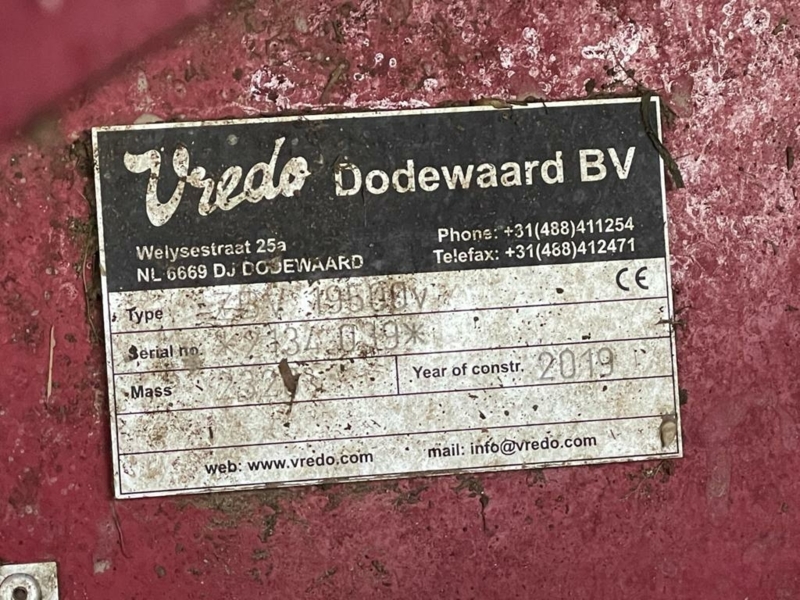 Vredo Dodewaard BV
Welysestraat 25a
NL 6669 DJ DODEWAARD
Phone: +31(488)411254
Telefax: +31(488)412471
CE
Type
Serial no.
Mass
Year of constr. 2019
web: www.vredo.com
mail: info@vredo.com